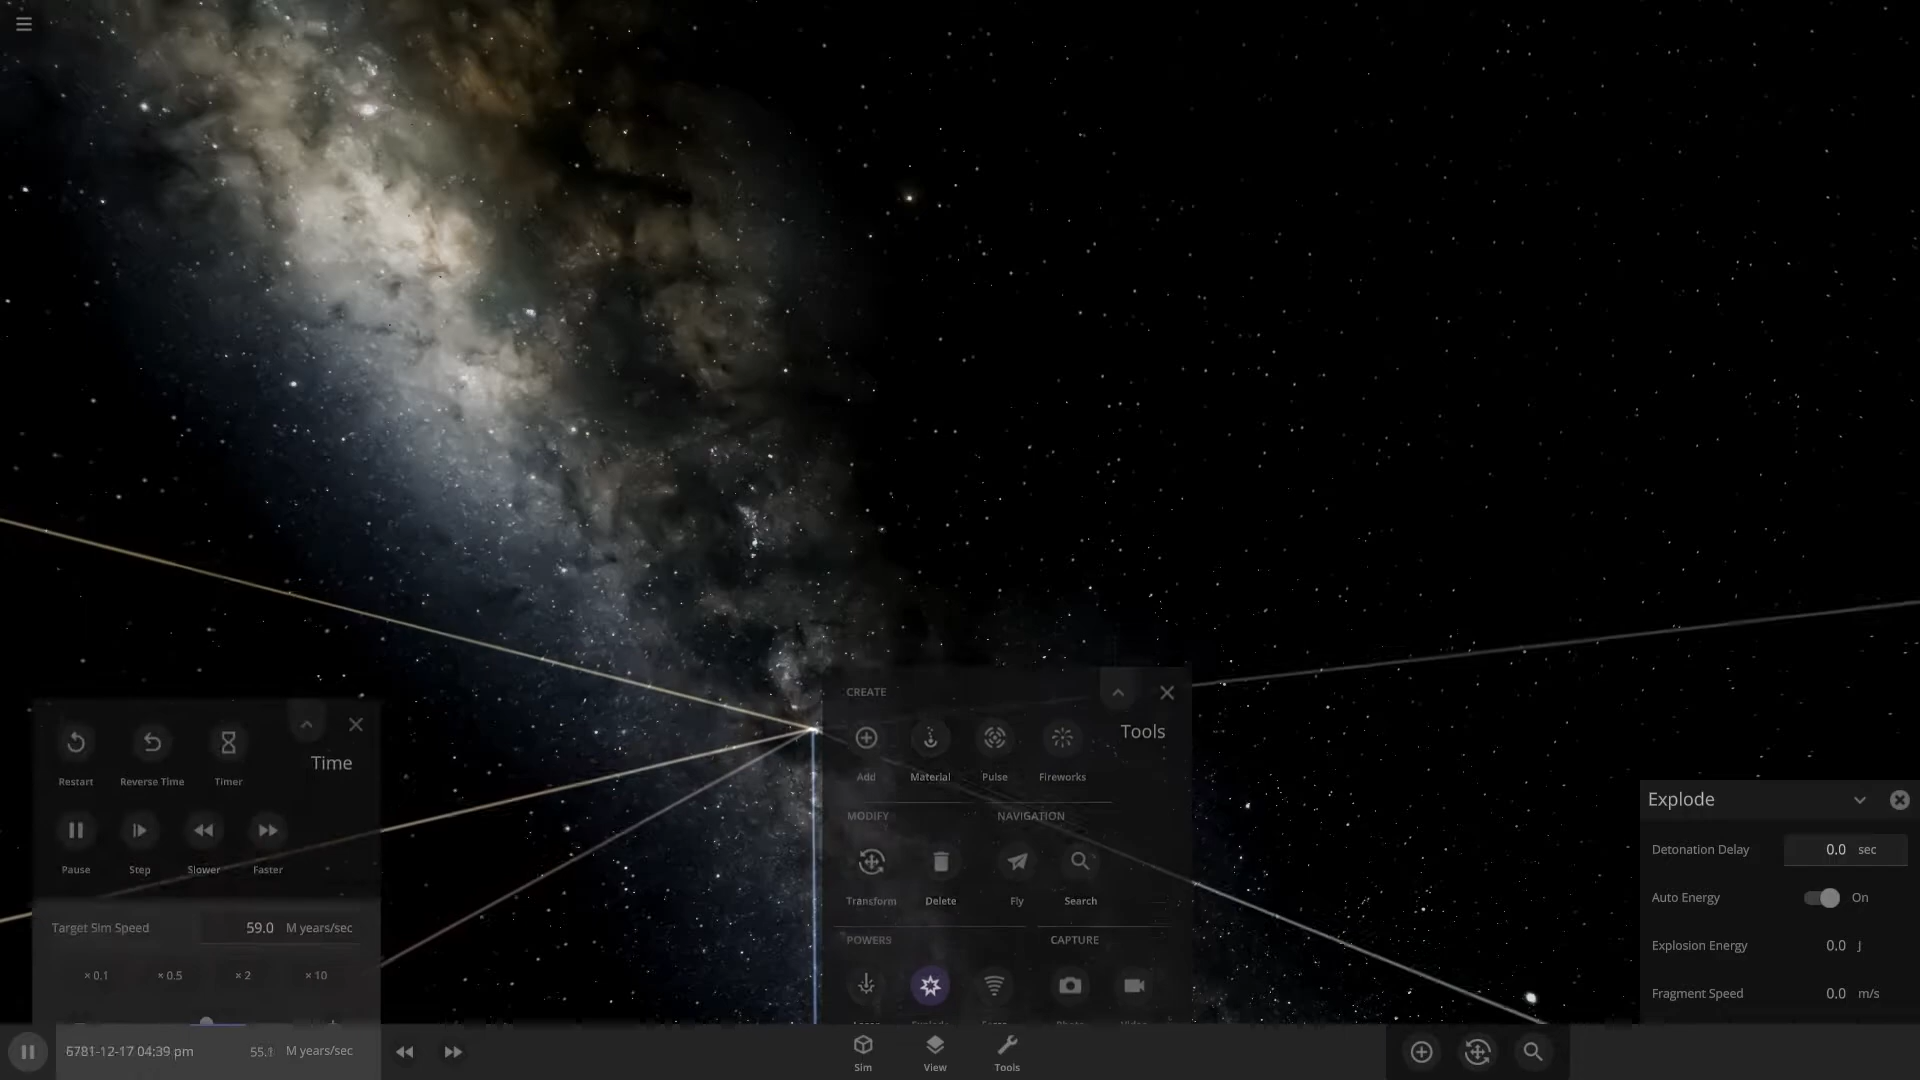 CREATE
Tools
Add
Material
Pulse
Fireworks
MODIFY
NAVIGATION
Transform
Delete
Fly
Search
POWERS
CAPTURE
Time
Restart
Reverse Time
Timer
Pause
Step
Slower
Faster
Target Sim Speed
59.0 M years/sec
× 0.1
× 0.5
× 2
× 10
6781-12-17 04:39 pm
55.1 M years/sec
Sim
View
Tools
Explode
Detonation Delay
0.0 sec
Auto Energy
On
Explosion Energy
0.0 J
Fragment Speed
0.0 m/s